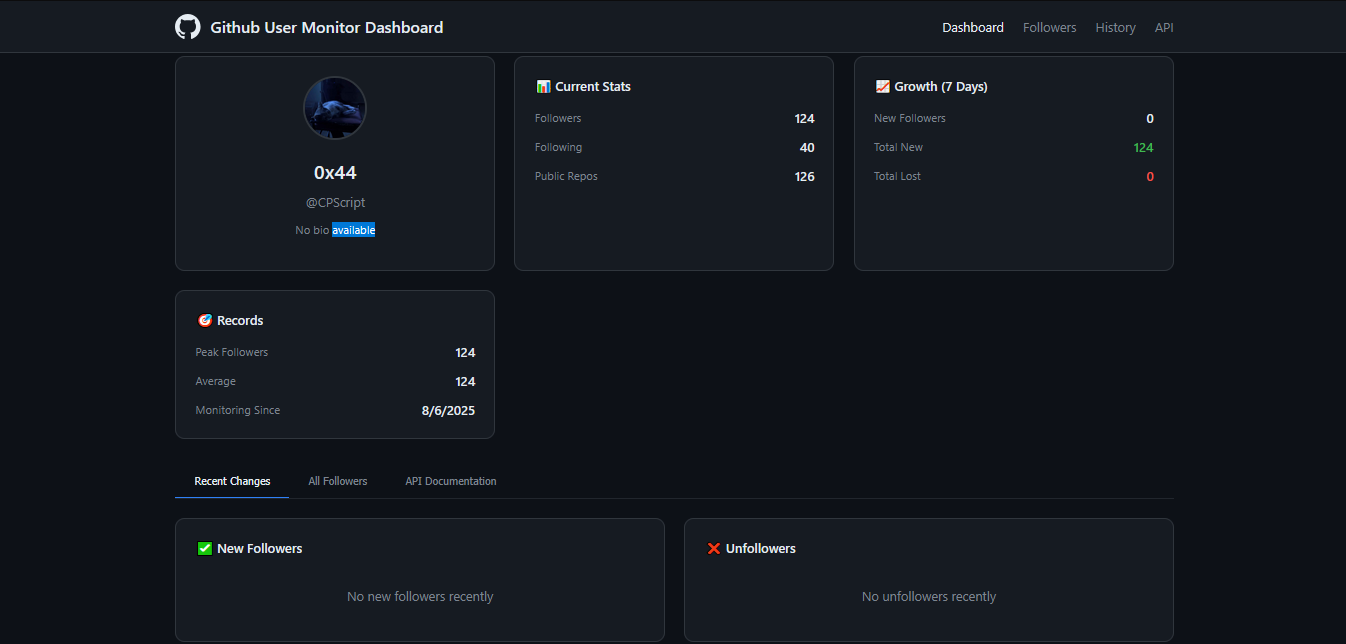 Github User Monitor Dashboard
Dashboard Followers History API
0x44
@CPScript
No bio available
Current Stats
Followers 124
Following 40
Public Repos 126
Growth (7 Days)
New Followers 0
Total New 124
Total Lost 0
Records
Peak Followers 124
Average 124
Monitoring Since 8/6/2025
Recent Changes All Followers API Documentation
New Followers
No new followers recently
Unfollowers
No unfollowers recently